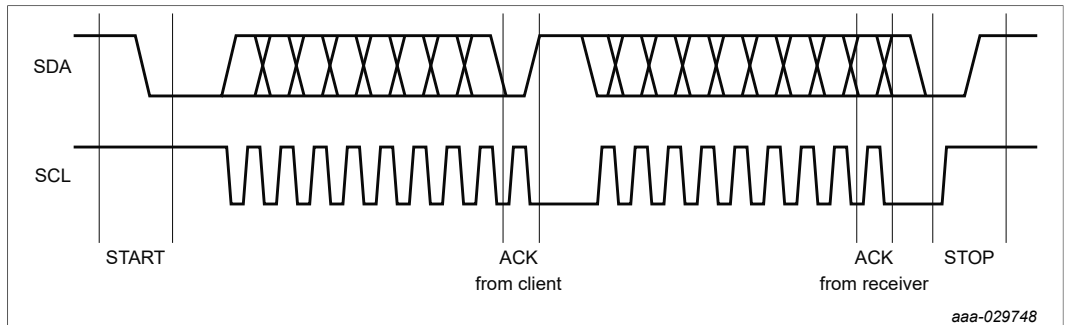 SDA
SCL
START
ACK
from client
ACK
from receiver
STOP
aaa-029748